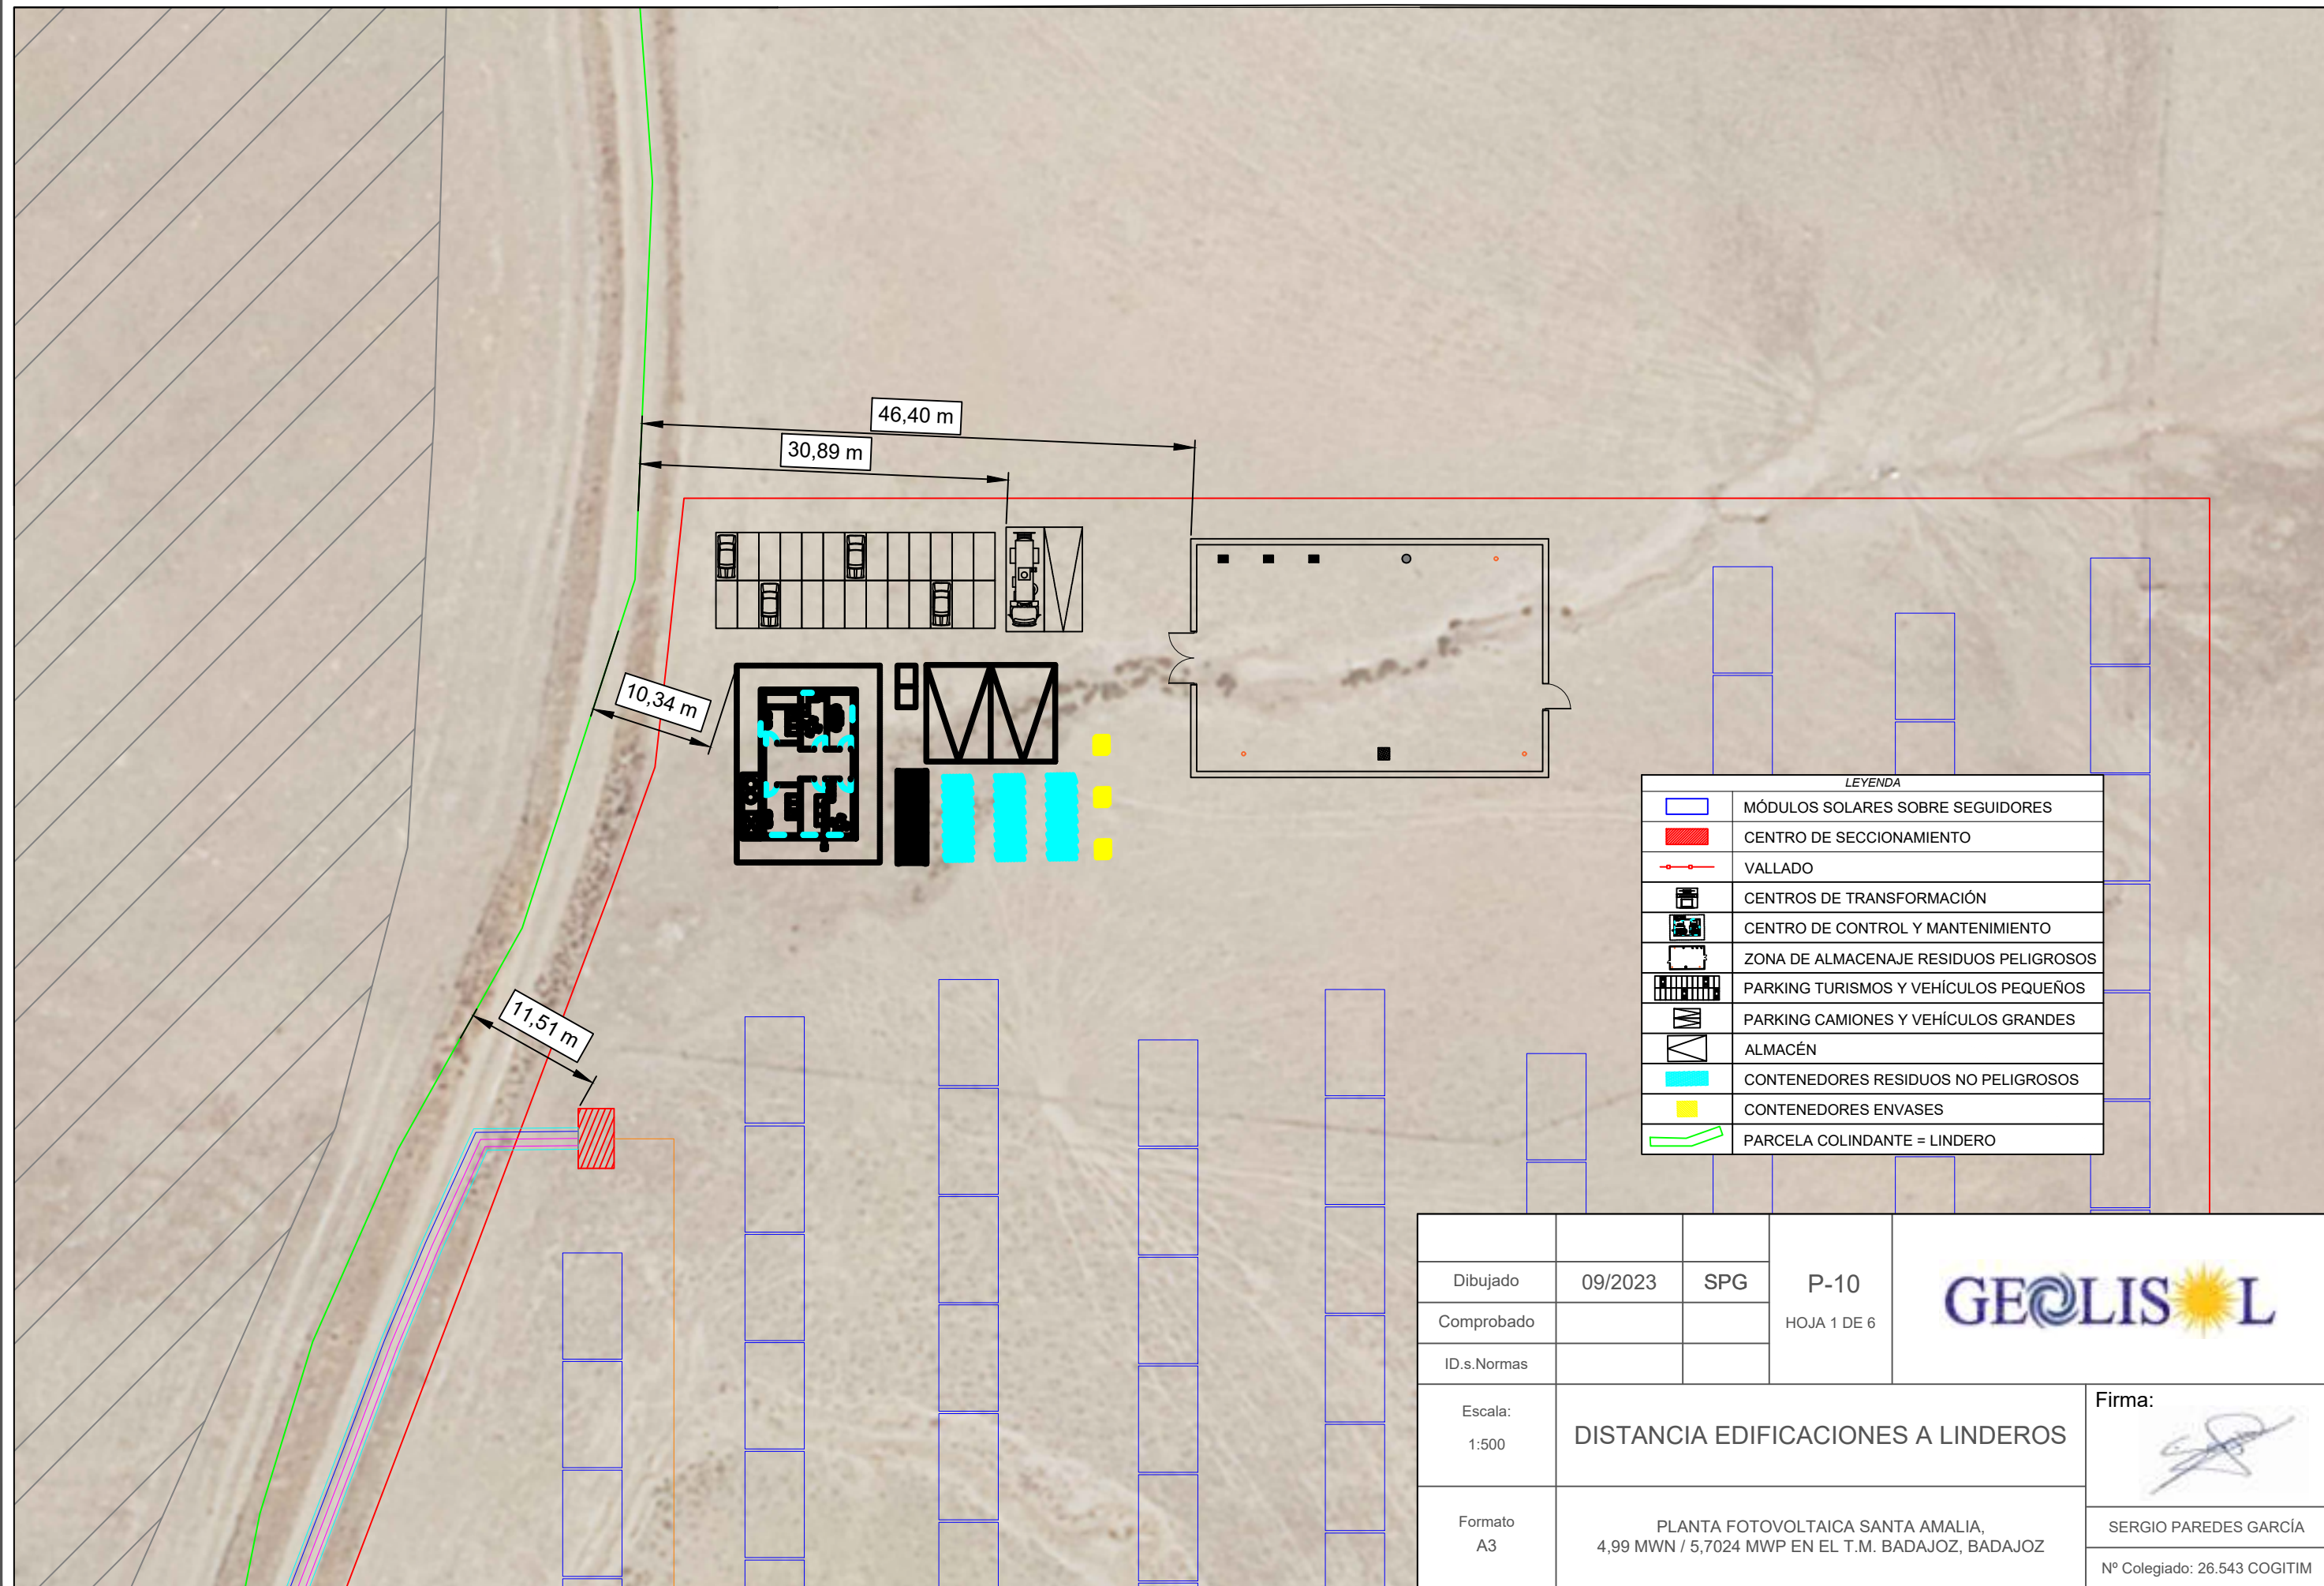 46,40 m
30,89 m
10,34 m
11,51 m
LEYENDA
MÓDULOS SOLARES SOBRE SEGUIDORES
CENTRO DE SECCIONAMIENTO
VALLADO
CENTROS DE TRANSFORMACIÓN
CENTRO DE CONTROL Y MANTENIMIENTO
ZONA DE ALMACENAJE RESIDUOS PELIGROSOS
PARKING TURISMOS Y VEHÍCULOS PEQUEÑOS
PARKING CAMIONES Y VEHÍCULOS GRANDES
ALMACÉN
CONTENEDORES RESIDUOS NO PELIGROSOS
CONTENEDORES ENVASES
PARCELA COLINDANTE = LINDERO
Dibujado 09/2023 SPG
Comprobado
ID.s.Normas
P-10
HOJA 1 DE 6
GEOLISOL
Escala:
1:500
DISTANCIA EDIFICACIONES A LINDEROS
Firma:
Formato
A3
PLANTA FOTOVOLTAICA SANTA AMALIA,
4,99 MWN / 5,7024 MWP EN EL T.M. BADAJOZ, BADAJOZ
SERGIO PAREDES GARCÍA
Nº Colegiado: 26.543 COGITIM